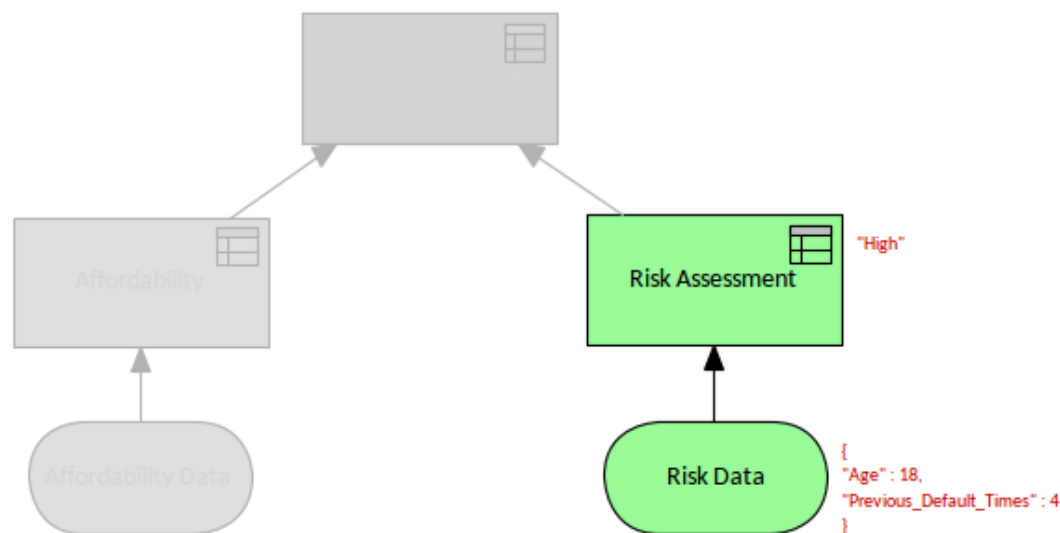 Affordability
Risk Assessment
"High"
Affordability Data
Risk Data
{
"Age" : 18,
"Previous_Default_Times" : 4
}